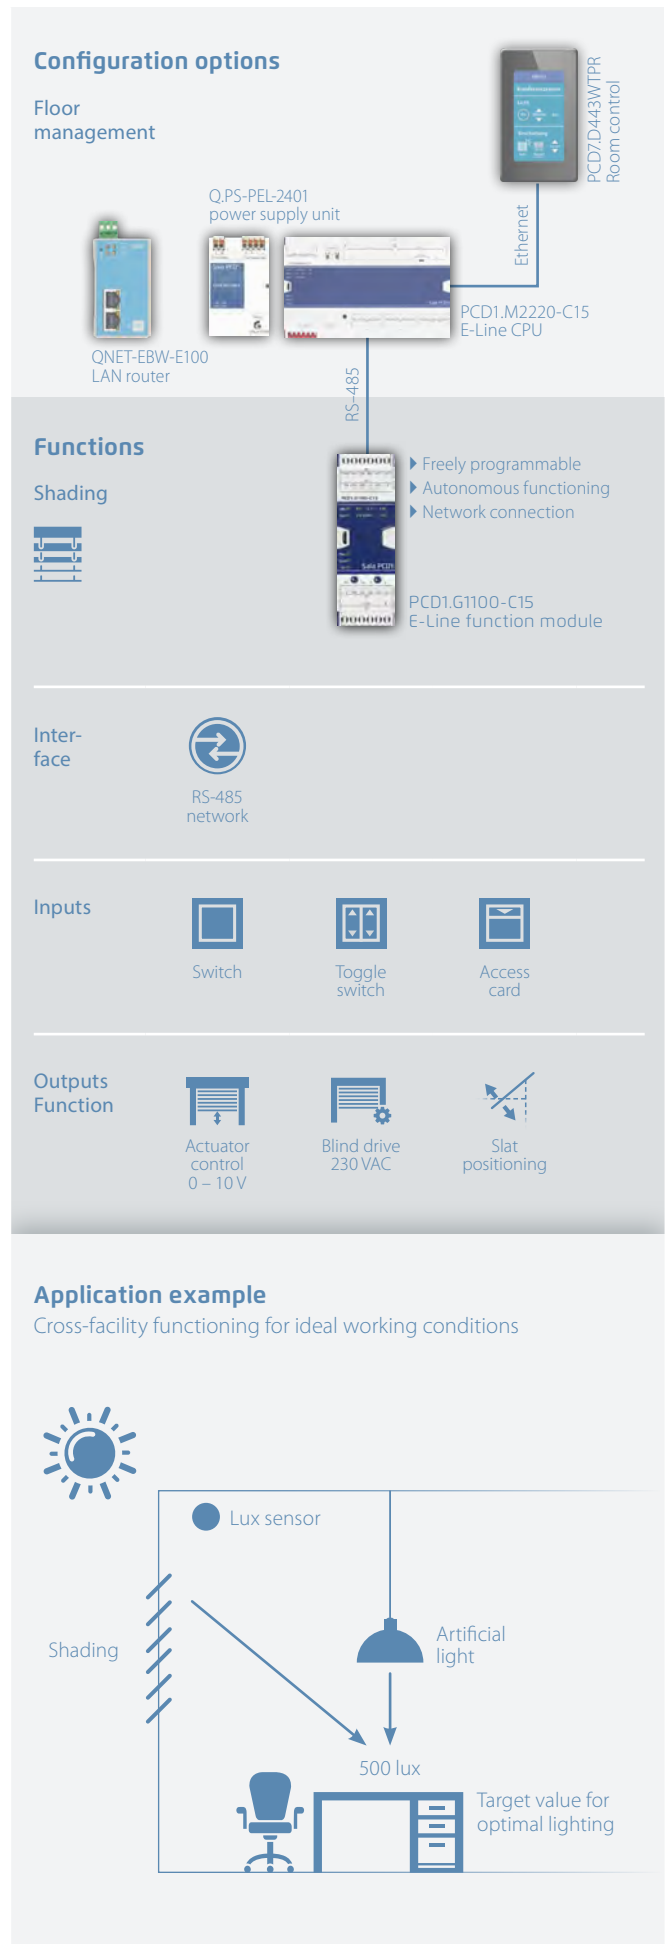 Configuration options
Floor
management
PCD7.D443WTPR
Room control
Q.PS-PEL-2401
power supply unit
Ethernet
PCD1.M2220-C15
E-Line CPU
QNET-EBW-E100
LAN router
RS-485
Functions
Shading
Freely programmable
Autonomous functioning
Network connection
PCD1.G1100-C15
E-Line function module
Inter-
face
RS-485
network
Inputs
Switch
Toggle
switch
Access
card
Outputs
Function
Actuator
control
0 – 10 V
Blind drive
230 VAC
Slat
positioning
Application example
Cross-facility functioning for ideal working conditions
Lux sensor
Shading
Artificial
light
500 lux
Target value for
optimal lighting